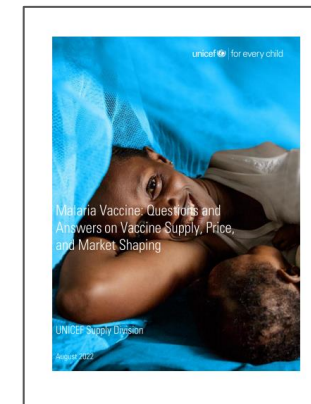 unicef for every child
Malaria Vaccine: Questions and
Answers on Vaccine Supply, Price,
and Market Shaping
UNICEF Supply Division
August 2022